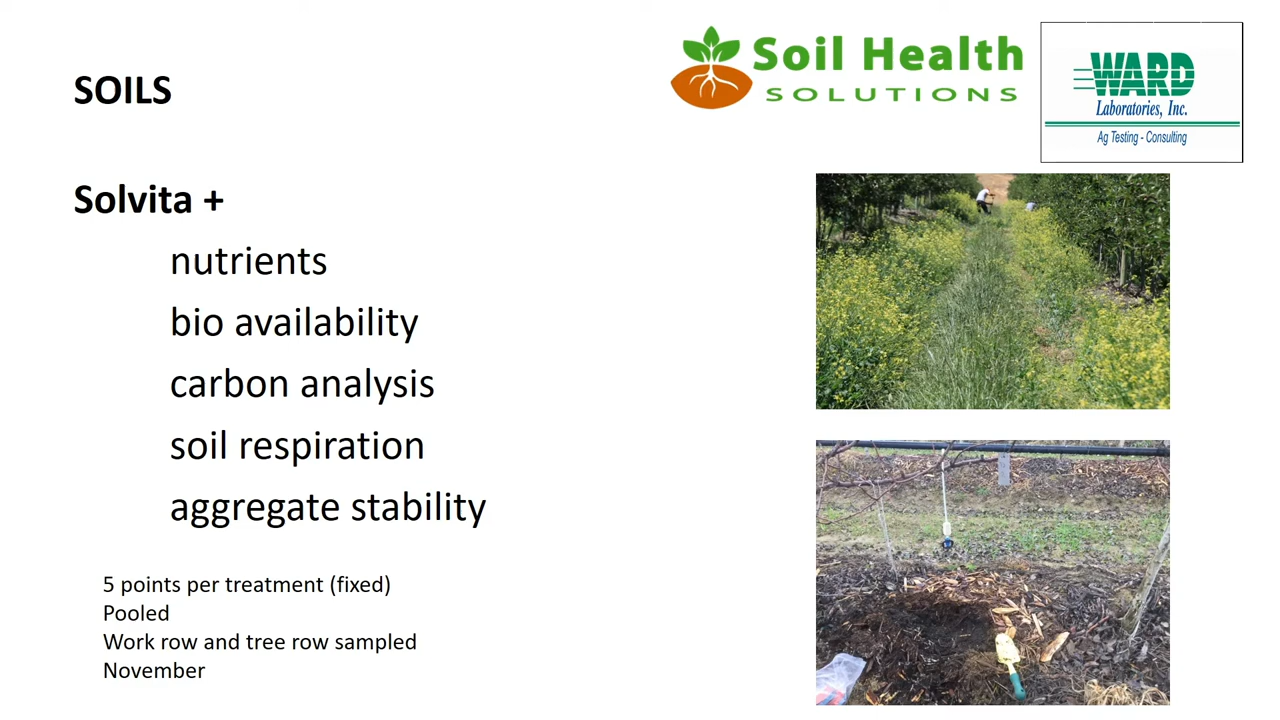 SOILS
Soil Health
SOLUTIONS
WARD
Laboratories, Inc.
Ag Testing - Consulting
Solvita +
nutrients
bio availability
carbon analysis
soil respiration
aggregate stability
5 points per treatment (fixed)
Pooled
Work row and tree row sampled
November